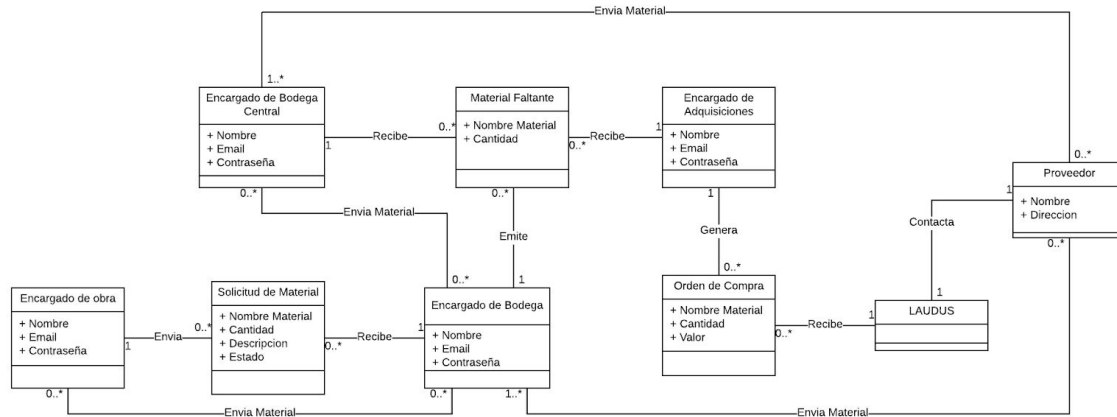 Envia Material
1..*
Encargado de Bodega
Central
+ Nombre
+ Email
+ Contraseña
1
Recibe
0..*
Material Faltante
+ Nombre Material
+ Cantidad
0..*
Recibe
1
Encargado de
Adquisiciones
+ Nombre
+ Email
+ Contraseña
0..*
Proveedor
+ Nombre
+ Direccion
0..*
Envia Material
0..*
0..*
Emite
1
1
Genera
0..*
1
Contacta
1
0..*
Encargado de obra
+ Nombre
+ Email
+ Contraseña
1
Envia
0..*
Solicitud de Material
+ Nombre Material
+ Cantidad
+ Descripcion
+ Estado
0..*
Recibe
1
Encargado de Bodega
+ Nombre
+ Email
+ Contraseña
Orden de Compra
+ Nombre Material
+ Cantidad
+ Valor
0..*
Recibe
1
LAUDUS
0..*
Envia Material
0..*
1..*
Envia Material